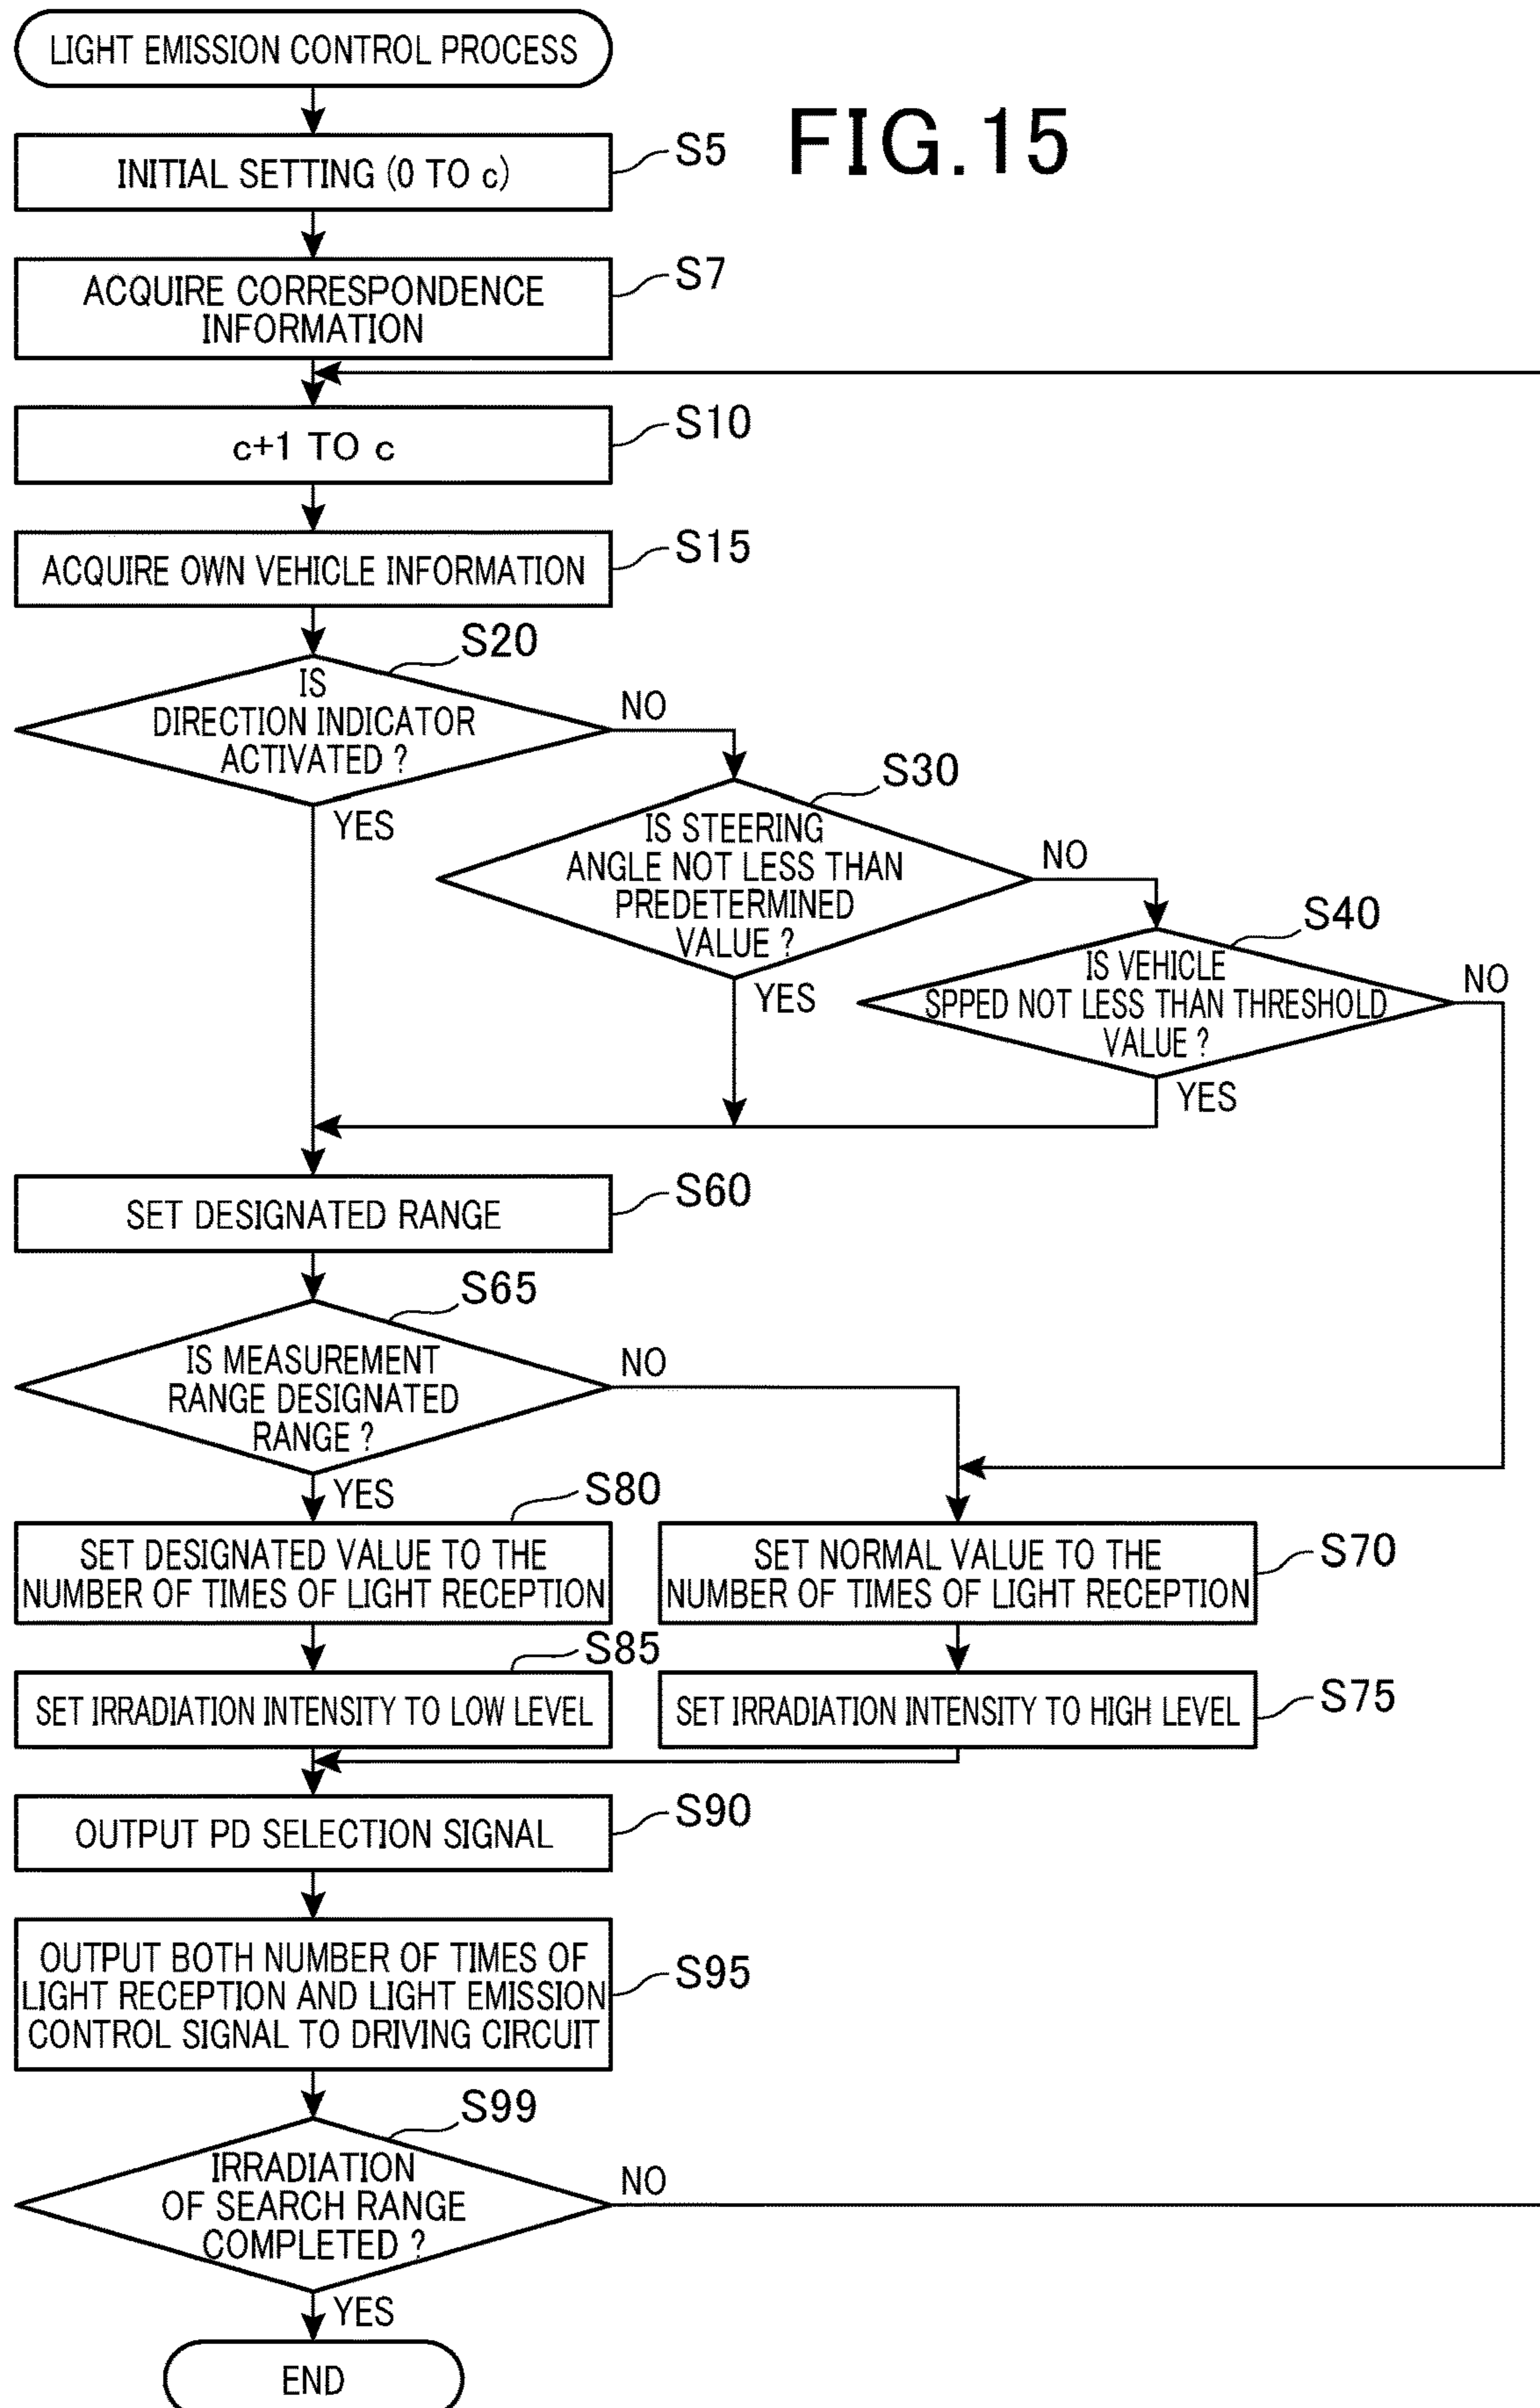 LIGHT EMISSION CONTROL PROCESS
FIG.15
INITIAL SETTING (0 TO c)
S5
ACQUIRE CORRESPONDENCE
INFORMATION
S7
c+1 TO c
S10
ACQUIRE OWN VEHICLE INFORMATION
S15
S20
IS
DIRECTION INDICATOR
ACTIVATED ?
NO
YES
S30
IS STEERING
ANGLE NOT LESS THAN
PREDETERMINED
VALUE ?
NO
YES
S40
IS VEHICLE
SPPED NOT LESS THAN THRESHOLD
VALUE ?
NO
YES
SET DESIGNATED RANGE
S60
S65
IS MEASUREMENT
RANGE DESIGNATED
RANGE ?
NO
YES
S80
SET DESIGNATED VALUE TO THE
NUMBER OF TIMES OF LIGHT RECEPTION
SET NORMAL VALUE TO THE
NUMBER OF TIMES OF LIGHT RECEPTION
S70
S85
SET IRRADIATION INTENSITY TO LOW LEVEL
SET IRRADIATION INTENSITY TO HIGH LEVEL
S75
OUTPUT PD SELECTION SIGNAL
S90
OUTPUT BOTH NUMBER OF TIMES OF
LIGHT RECEPTION AND LIGHT EMISSION
CONTROL SIGNAL TO DRIVING CIRCUIT
S95
S99
IRRADIATION
OF SEARCH RANGE
COMPLETED ?
NO
YES
END